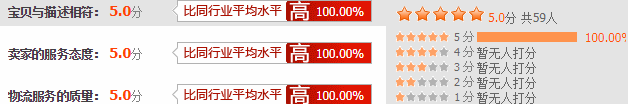 宝贝与描述相符： 5.0分 比同行业平均水平 高 100.00%
卖家的服务态度： 5.0分 比同行业平均水平 高 100.00%
物流服务的质量： 5.0分 比同行业平均水平 高 100.00%
5.0分 共59人
5 分 100.00%
4 分 暂无人打分
3 分 暂无人打分
2 分 暂无人打分
1 分 暂无人打分